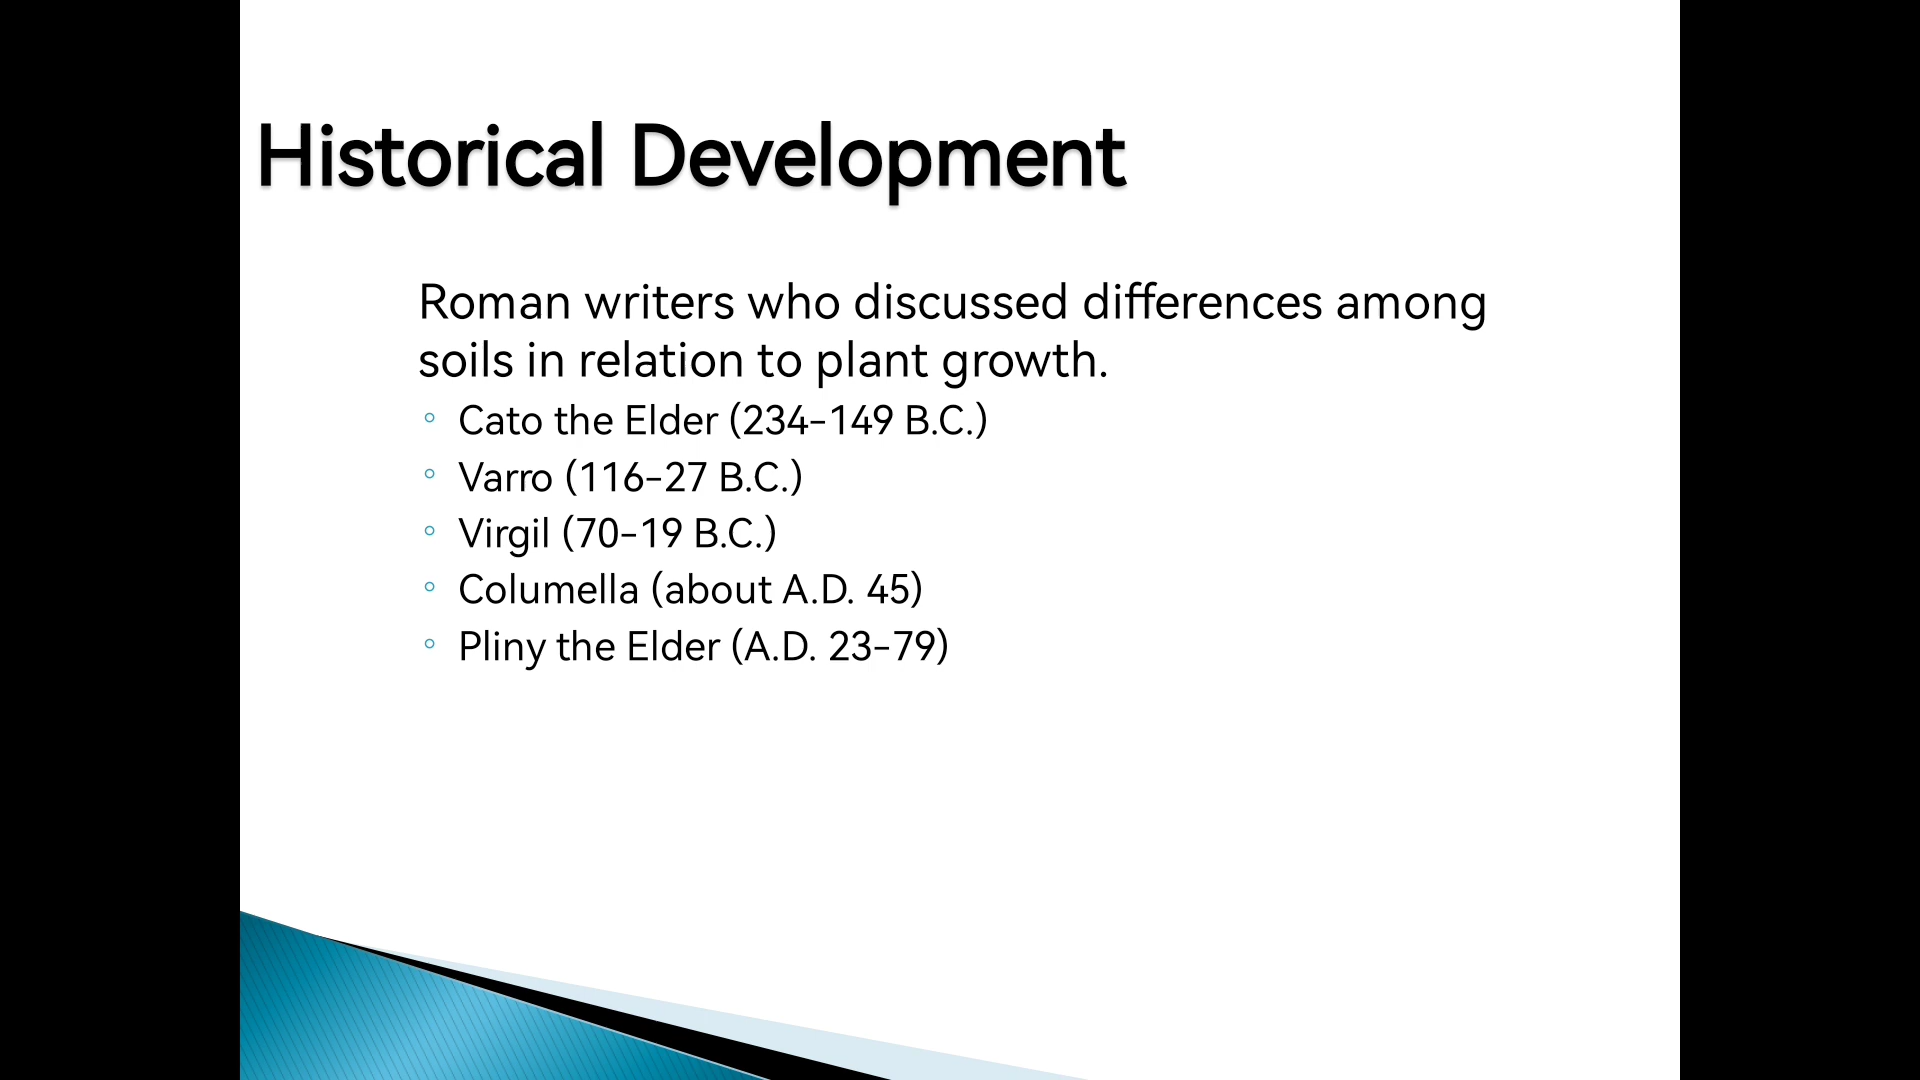 Historical Development
Roman writers who discussed differences among
soils in relation to plant growth.
◦ Cato the Elder (234-149 B.C.)
◦ Varro (116-27 B.C.)
◦ Virgil (70-19 B.C.)
◦ Columella (about A.D. 45)
◦ Pliny the Elder (A.D. 23-79)